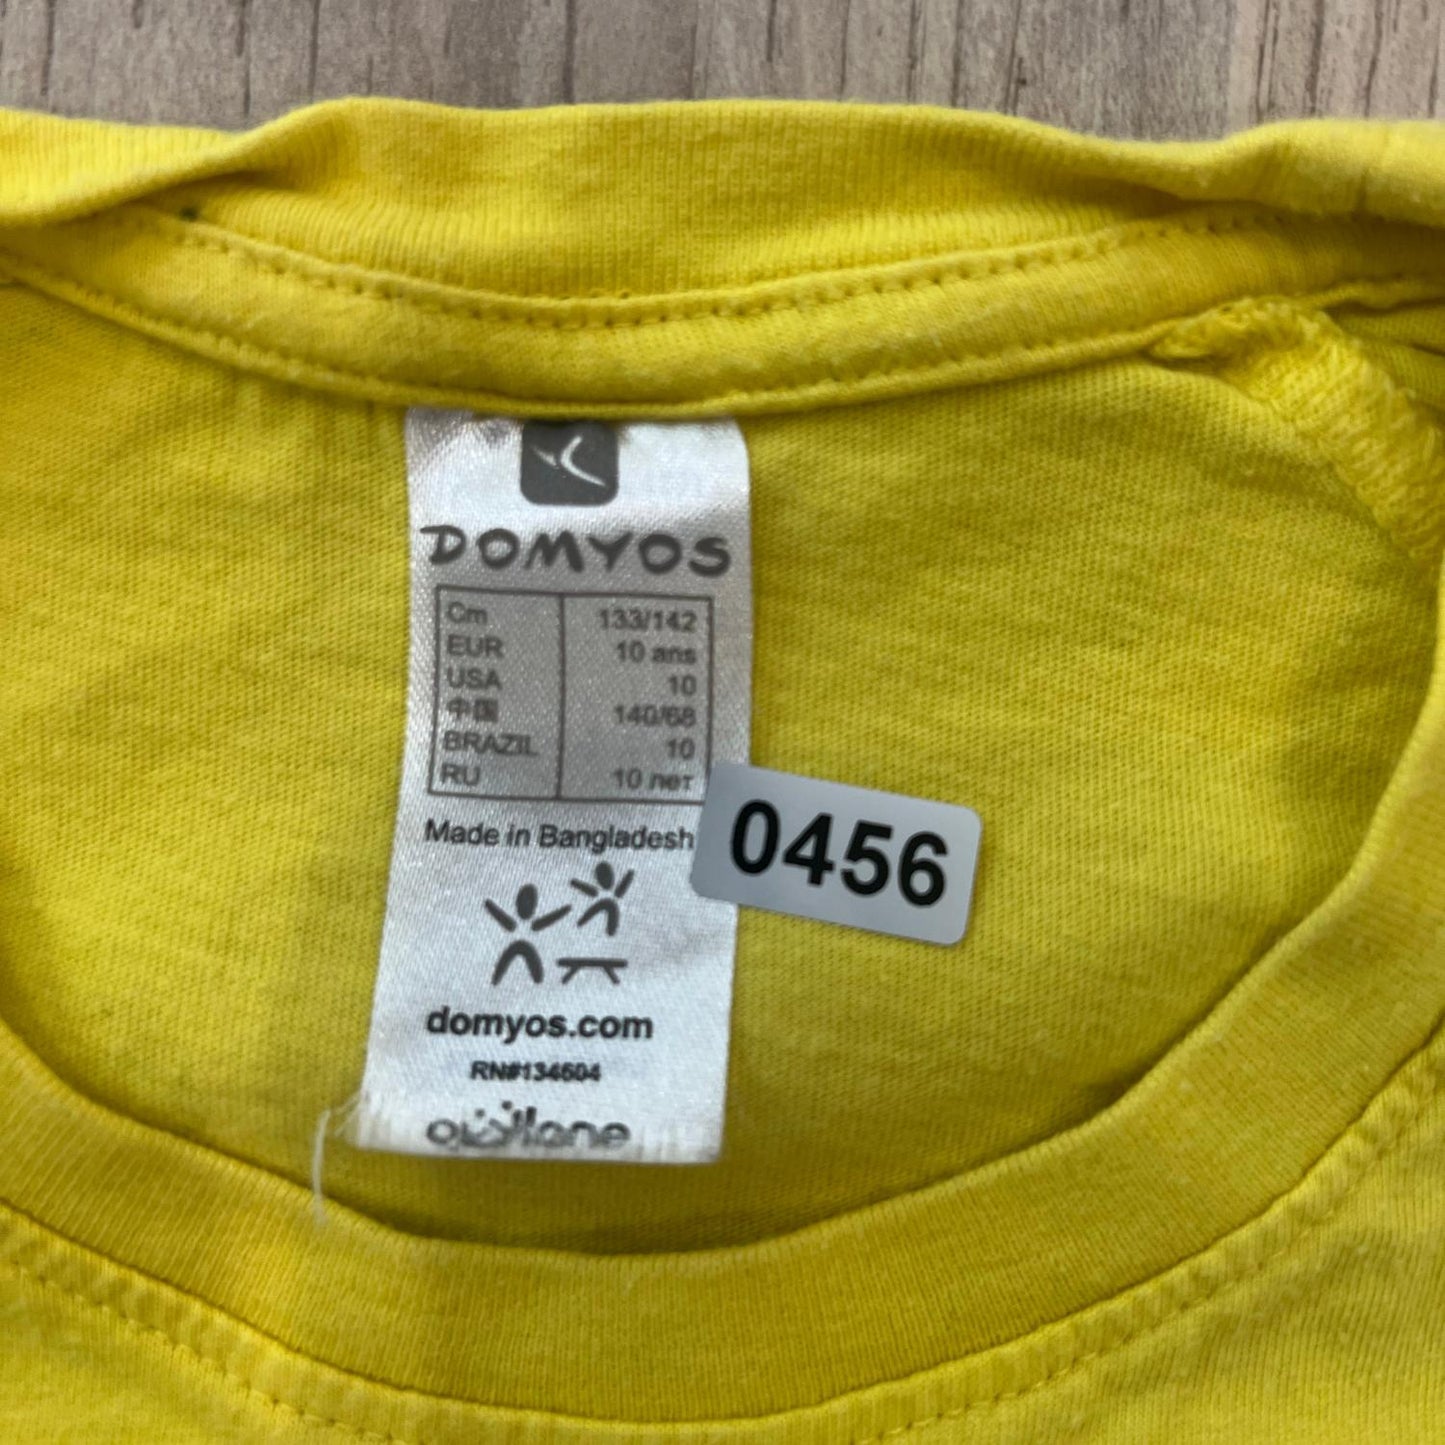 DOMYOS
Cm 133/142
EUR 10 ans
USA 10
中国 140/68
BRAZIL 10
RU 10 лет
Made in Bangladesh
0456
domyos.com
RN#134604